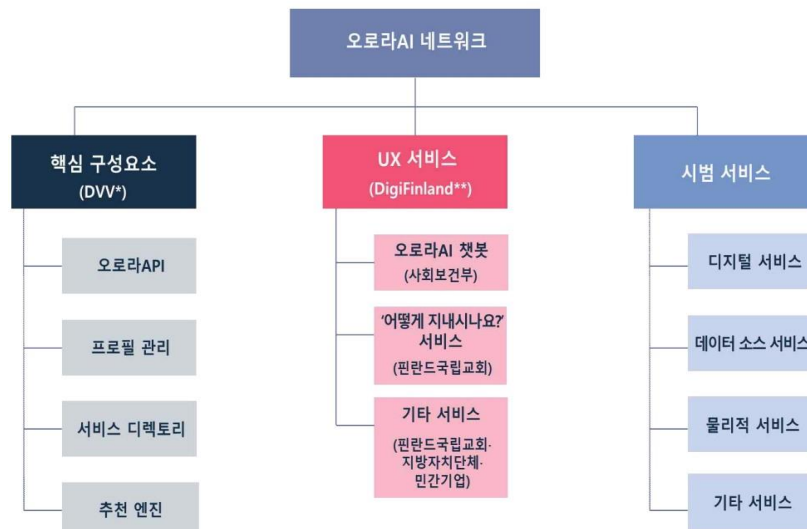 오로라AI 네트워크
핵심 구성요소
(DVV*)
오로라API
프로필 관리
서비스 디렉토리
추천 엔진
UX 서비스
(DigiFinland**)
오로라AI 챗봇
(사회보건부)
'어떻게 지내시나요?'
서비스
(핀란드국립교회)
기타 서비스
(핀란드국립교회·
지방자치단체·
민간기업)
시범 서비스
디지털 서비스
데이터 소스 서비스
물리적 서비스
기타 서비스